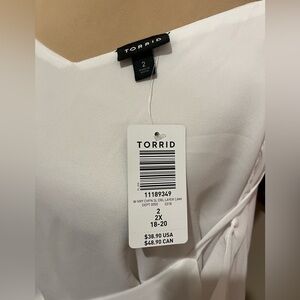 TORRID
2
TORRID
11189349
2
2X
18-20
$38.90 USA
$48.90 CAN